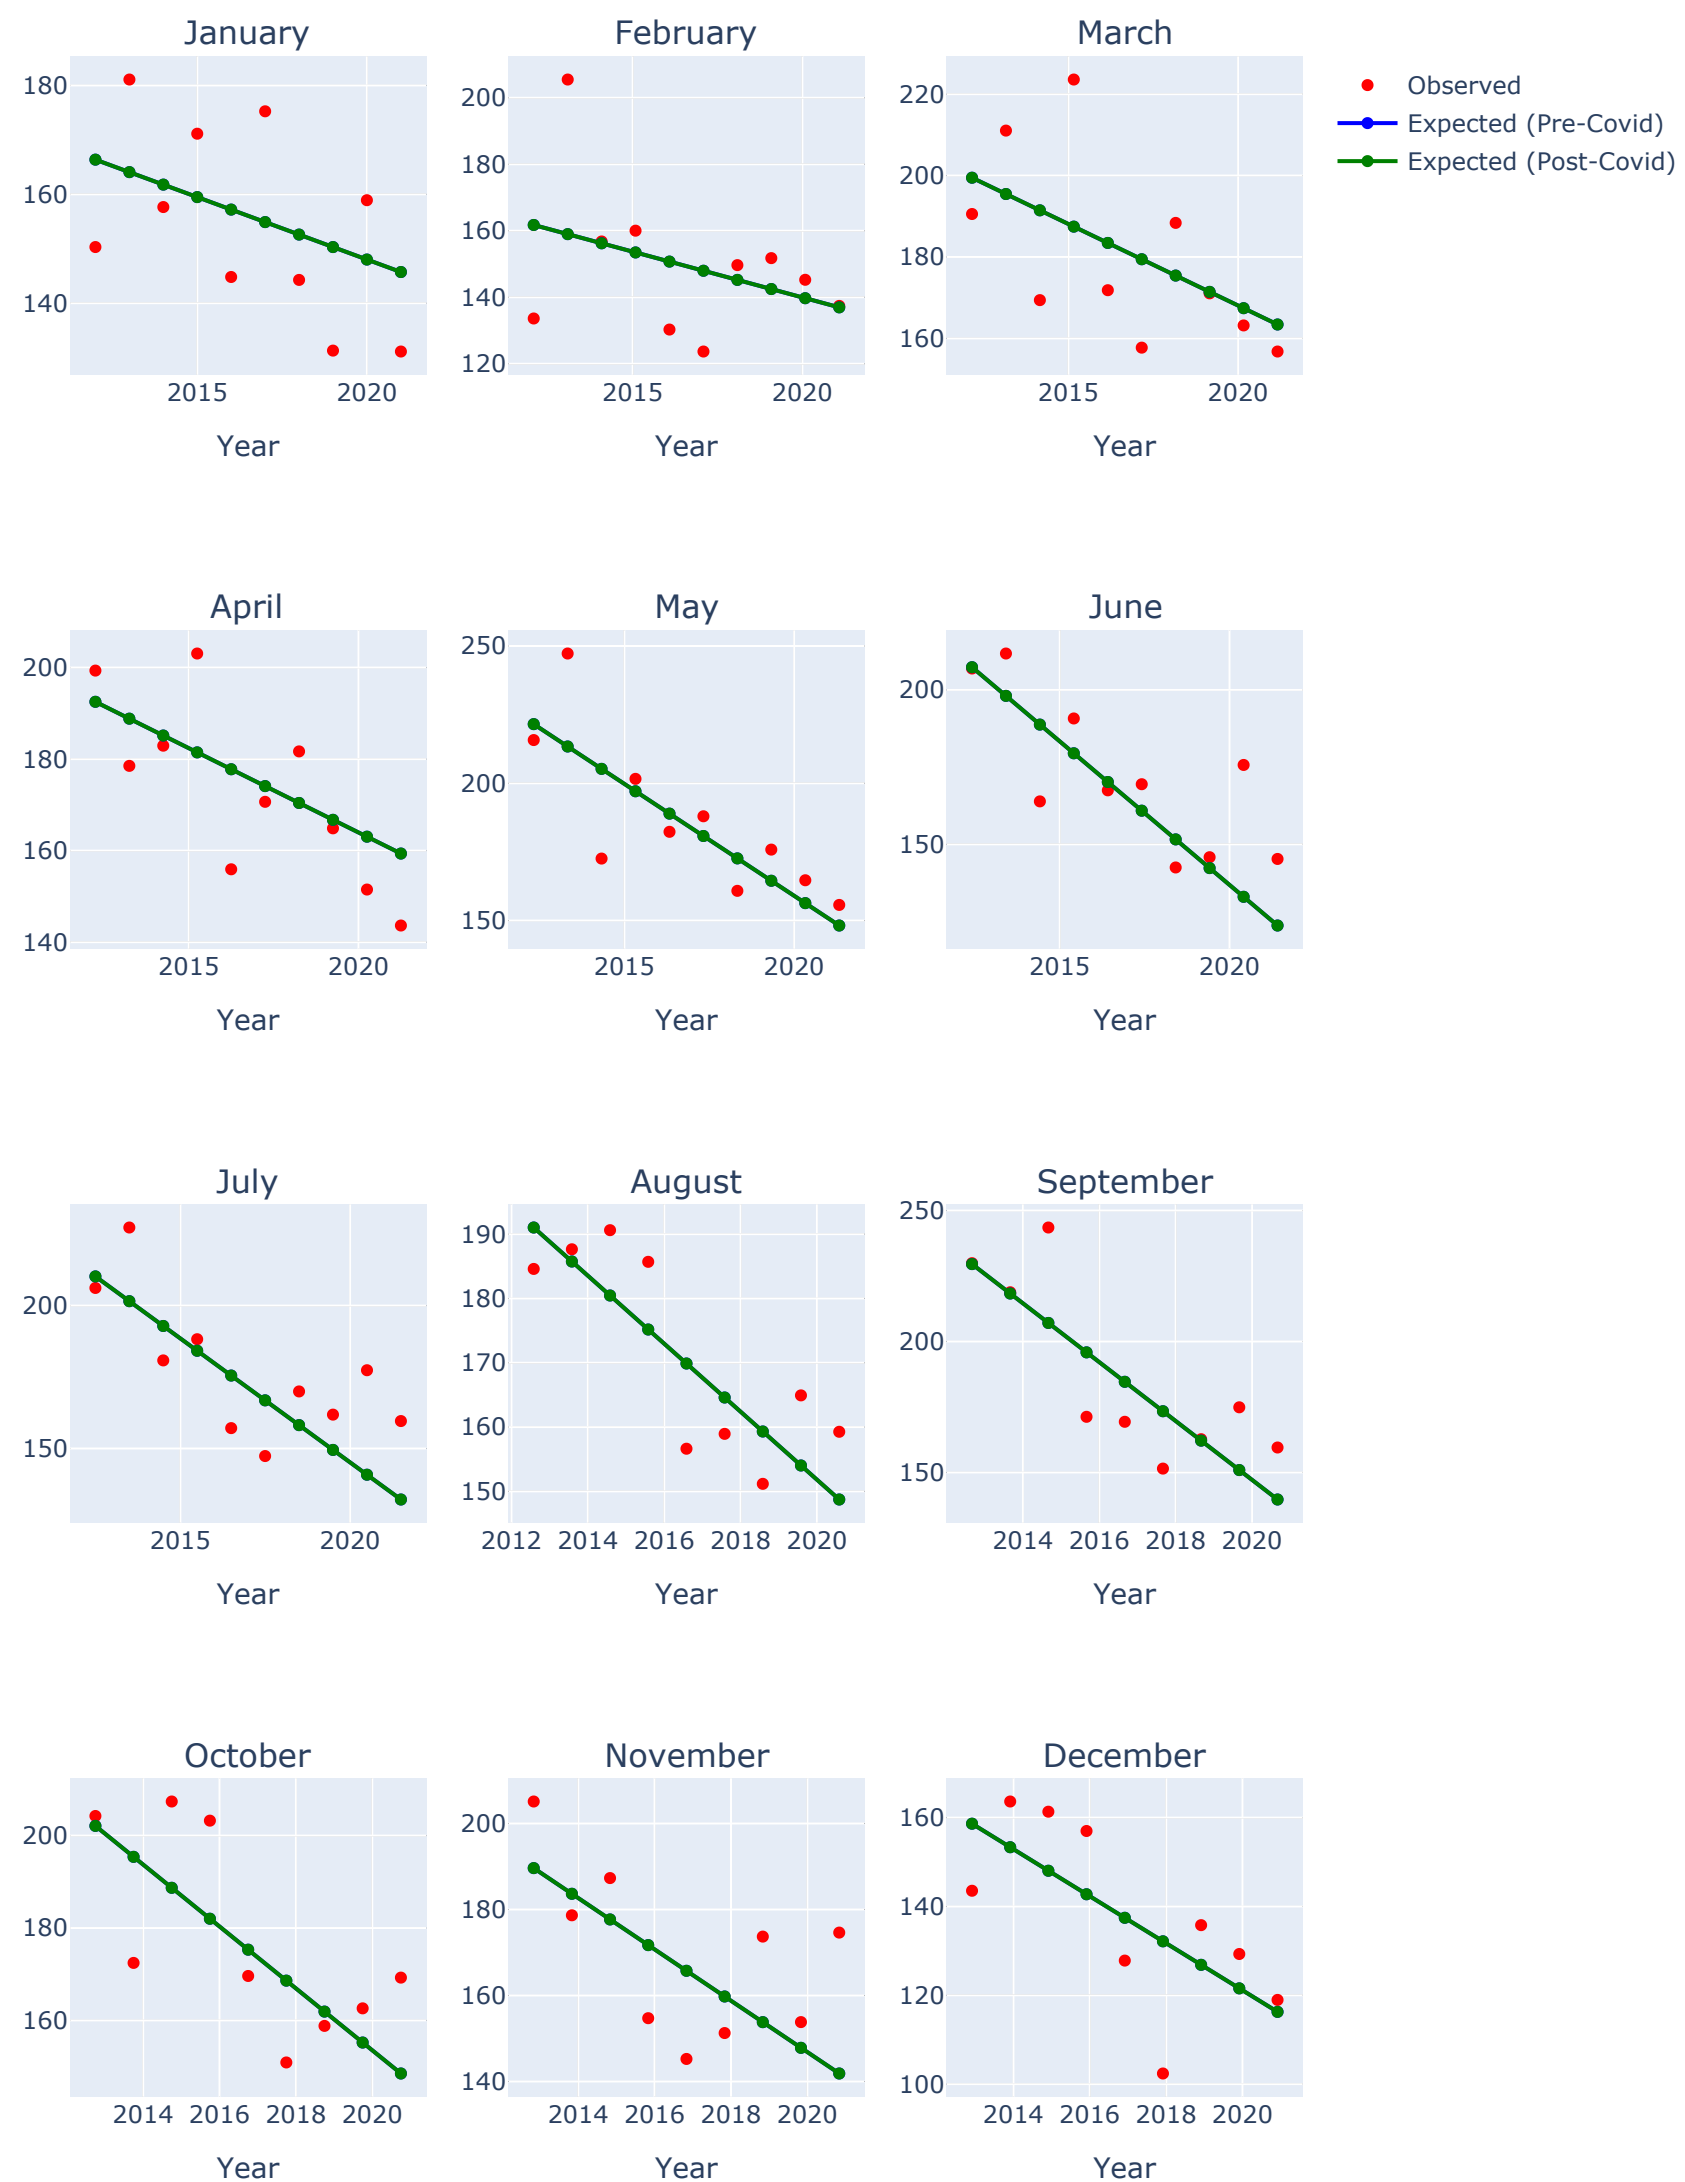 January
February
March
180
160
140
2015
2020
Year
200
180
160
140
120
2015
2020
Year
220
200
180
160
2015
2020
Year
Observed
Expected (Pre-Covid)
Expected (Post-Covid)
April
May
June
200
180
160
140
2015
2020
Year
250
200
150
2015
2020
Year
200
150
2015
2020
Year
July
August
September
200
150
2015
2020
Year
190
180
170
160
150
2012
2014
2016
2018
2020
Year
250
200
150
2014
2016
2018
2020
Year
October
November
December
200
180
160
2014
2016
2018
2020
Year
200
180
160
140
2014
2016
2018
2020
Year
160
140
120
100
2014
2016
2018
2020
Year